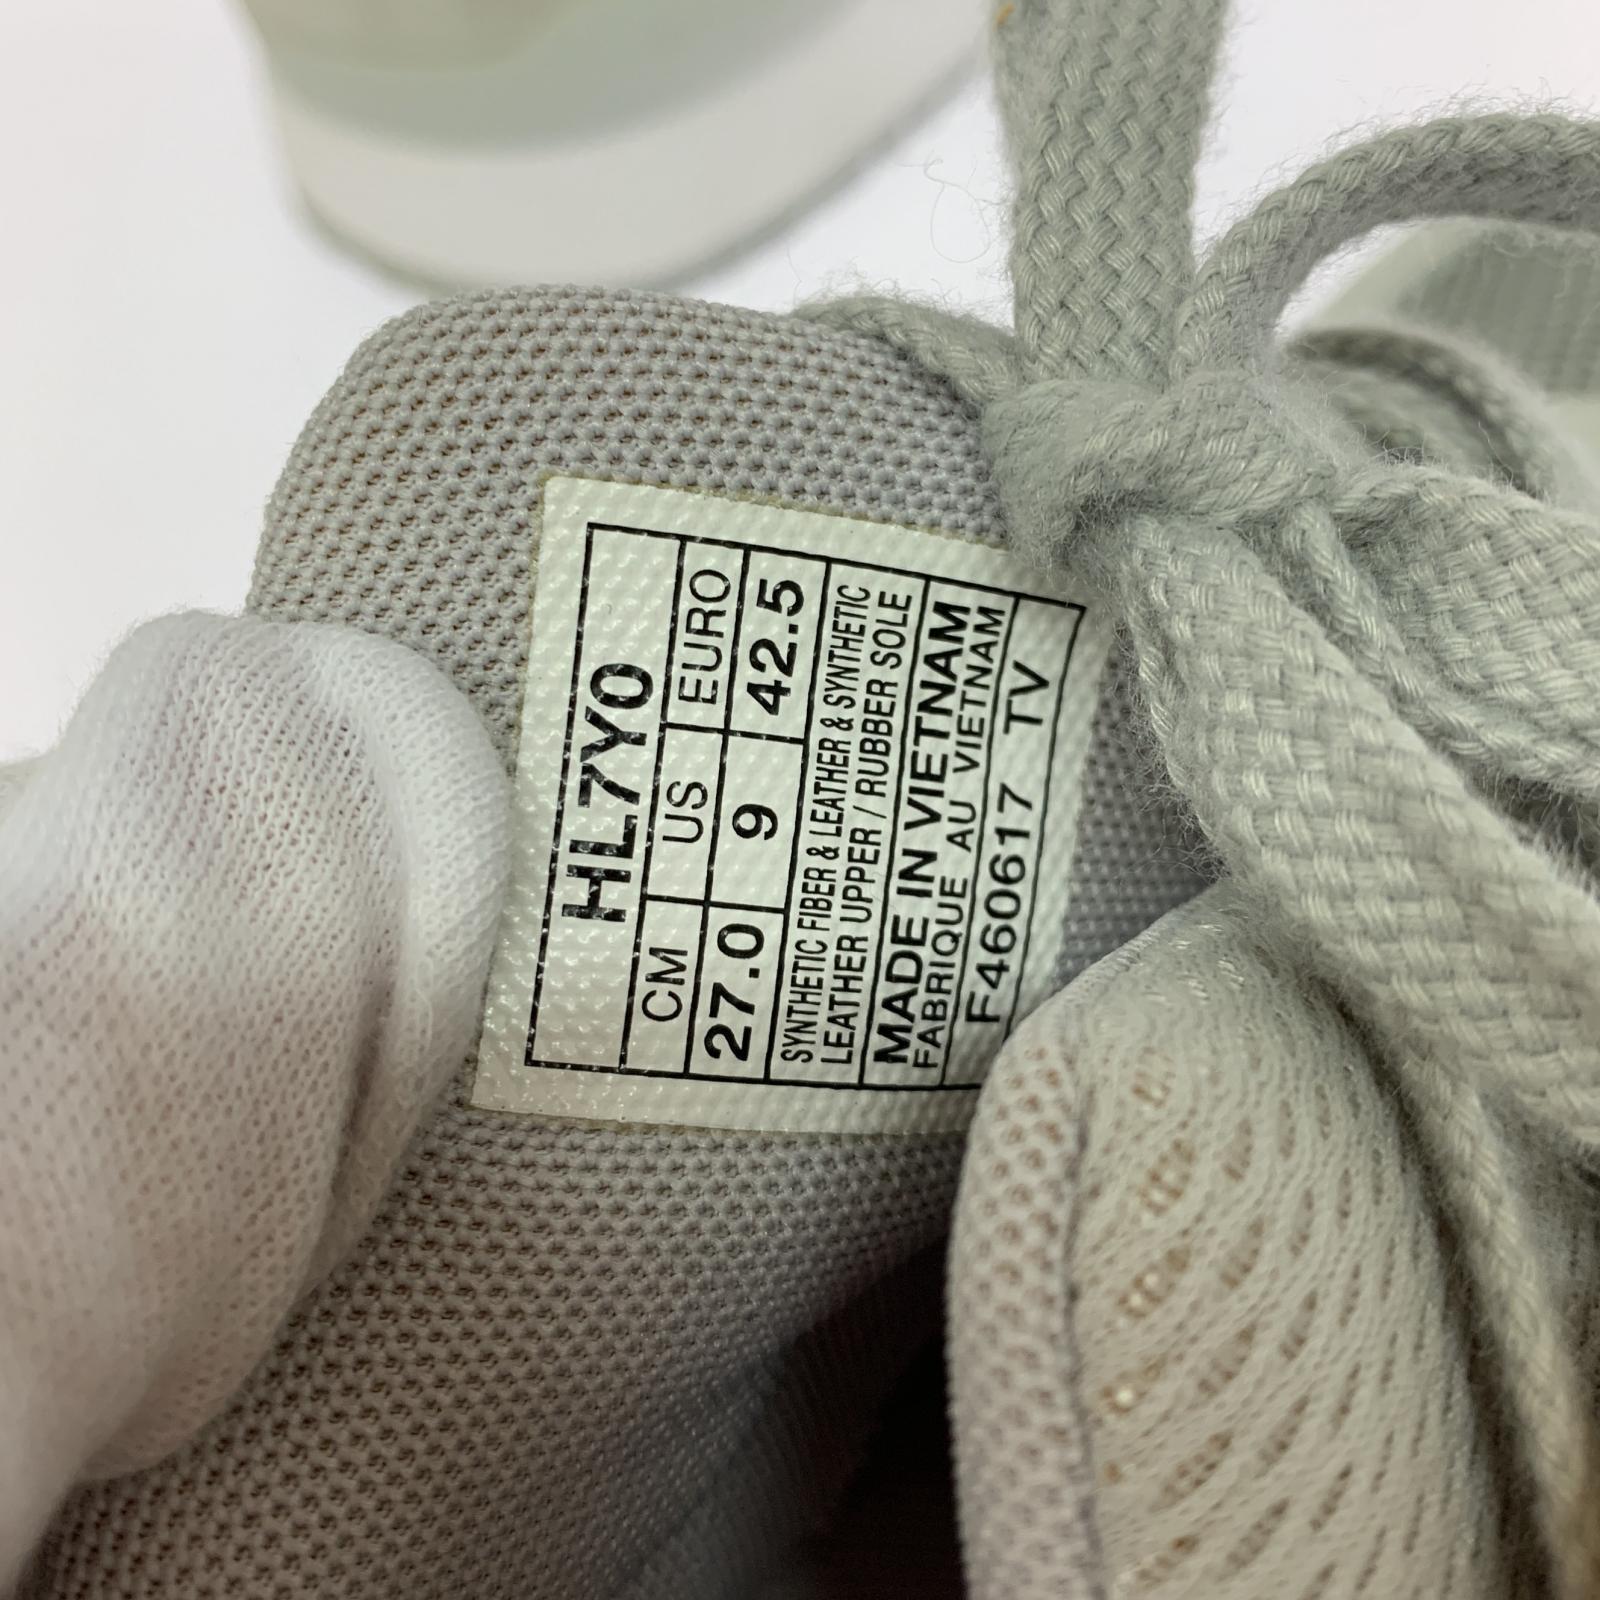 HL7Y0
CM US EURO
27.0 9 42.5
SYNTHETIC FIBER & LEATHER & SYNTHETIC
LEATHER UPPER / RUBBER SOLE
MADE IN VIETNAM
FABRIQUE AU VIETNAM
F460617 TV